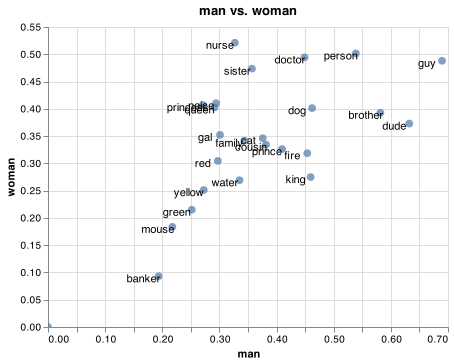 man vs. woman
0.55
0.50
0.45
0.40
0.35
0.30
0.25
0.20
0.15
0.10
0.05
0.00
woman
nurse
doctor
person
guy
sister
princess
queen
dog
brother
dude
gal
family
cat
cousin
prince
fire
red
water
king
yellow
green
mouse
banker
0.00 0.10 0.20 0.30 0.40 0.50 0.60 0.70
man